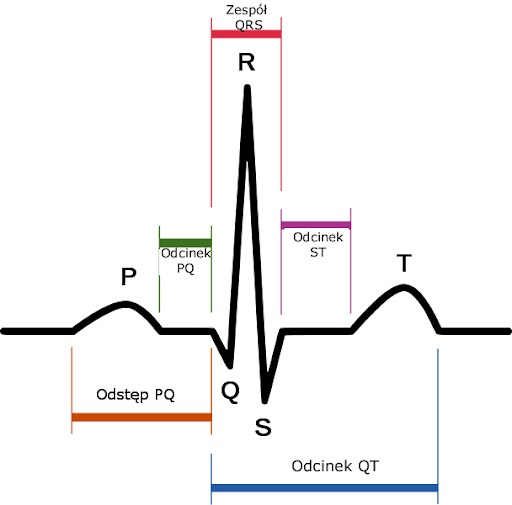 Zespół
QRS
R
Odcinek
PQ
Odcinek
ST
P
T
Odstęp PQ
Q
S
Odcinek QT